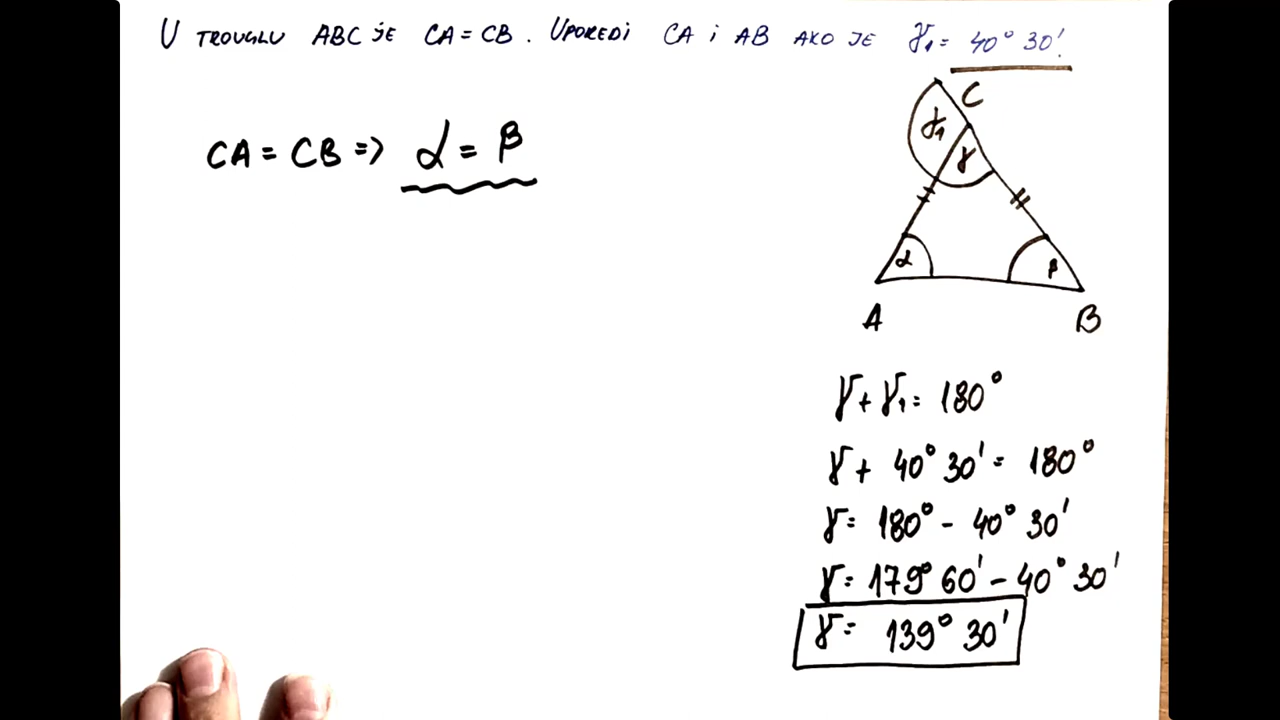 U TROUGLU ABC JE CA = CB. UPOREDI CA I AB AKO JE γ₁ = 40° 30'!
CA = CB => α = β
C
γ₁
γ
α
β
A
B
γ + γ₁ = 180°
γ + 40° 30' = 180°
γ = 180° - 40° 30'
γ = 179° 60' - 40° 30'
γ = 139° 30'